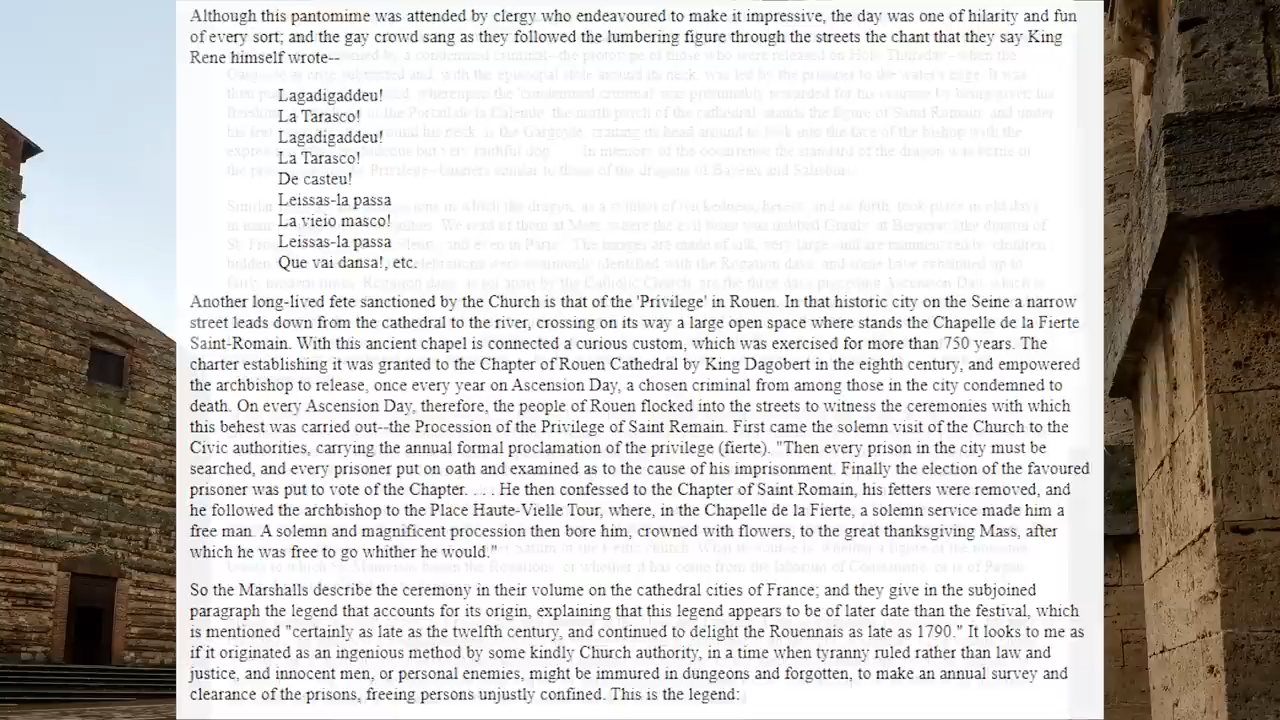 Although this pantomime was attended by clergy who endeavoured to make it impressive, the day was one of hilarity and fun
of every sort; and the gay crowd sang as they followed the lumbering figure through the streets the chant that they say King
Rene himself wrote--
Lagadigaddeu!
La Tarasco!
Lagadigaddeu!
La Tarasco!
De casteu!
Leissas-la passa
La vieio masco!
Leissas-la passa
Que vai dansa!, etc.
Another long-lived fete sanctioned by the Church is that of the 'Privilege' in Rouen. In that historic city on the Seine a narrow
street leads down from the cathedral to the river, crossing on its way a large open space where stands the Chapelle de la Fierte
Saint-Romain. With this ancient chapel is connected a curious custom, which was exercised for more than 750 years. The
charter establishing it was granted to the Chapter of Rouen Cathedral by King Dagobert in the eighth century, and empowered
the archbishop to release, once every year on Ascension Day, a chosen criminal from among those in the city condemned to
death. On every Ascension Day, therefore, the people of Rouen flocked into the streets to witness the ceremonies with which
this behest was carried out--the Procession of the Privilege of Saint Remain. First came the solemn visit of the Church to the
Civic authorities, carrying the annual formal proclamation of the privilege (fierte). "Then every prison in the city must be
searched, and every prisoner put on oath and examined as to the cause of his imprisonment. Finally the election of the favoured
prisoner was put to vote of the Chapter. . . . He then confessed to the Chapter of Saint Romain, his fetters were removed, and
he followed the archbishop to the Place Haute-Vielle Tour, where, in the Chapelle de la Fierte, a solemn service made him a
free man. A solemn and magnificent procession then bore him, crowned with flowers, to the great thanksgiving Mass, after
which he was free to go whither he would."
So the Marshalls describe the ceremony in their volume on the cathedral cities of France; and they give in the subjoined
paragraph the legend that accounts for its origin, explaining that this legend appears to be of later date than the festival, which
is mentioned "certainly as late as the twelfth century, and continued to delight the Rouennais as late as 1790." It looks to me as
if it originated as an ingenious method by some kindly Church authority, in a time when tyranny ruled rather than law and
justice, and innocent men, or personal enemies, might be immured in dungeons and forgotten, to make an annual survey and
clearance of the prisons, freeing persons unjustly confined. This is the legend: